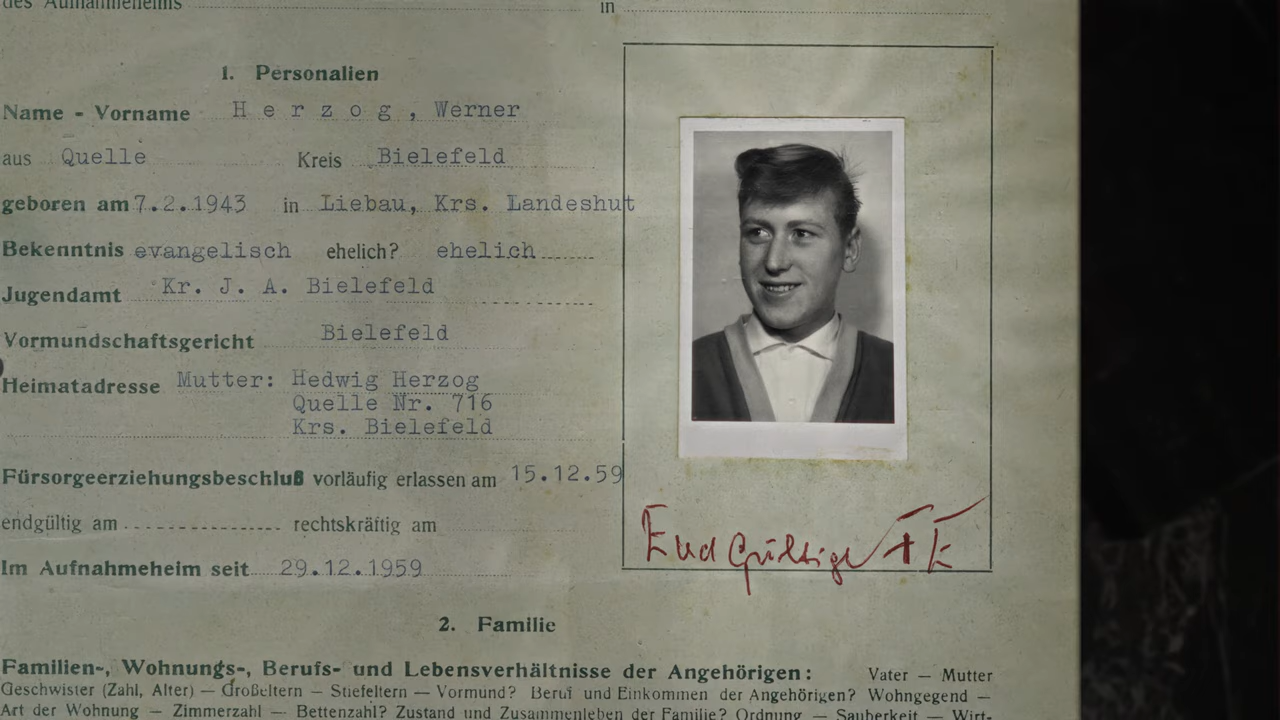 des Aufnahmeheims in
1. Personalien
Name - Vorname H e r z o g , Werner
aus Quelle Kreis Bielefeld
geboren am 7.2.1943 in Liebau, Krs. Landeshut
Bekenntnis evangelisch ehelich? ehelich
Jugendamt Kr. J. A. Bielefeld
Vormundschaftsgericht Bielefeld
Heimatadresse Mutter: Hedwig Herzog
Quelle Nr. 716
Krs. Bielefeld
Fürsorgeerziehungsbeschluß vorläufig erlassen am 15.12.59
endgültig am rechtskräftig am
Endgültige FE
Im Aufnahmeheim seit 29.12.1959
2. Familie
Familien-, Wohnungs-, Berufs- und Lebensverhältnisse der Angehörigen: Vater — Mutter
Geschwister (Zahl, Alter) — Großeltern — Stiefeltern — Vormund? Beruf und Einkommen der Angehörigen? Wohngegend —
Art der Wohnung — Zimmerzahl — Bettenzahl? Zustand und Zusammenleben der Familie? Ordnung — Sauberkeit — Wirt-